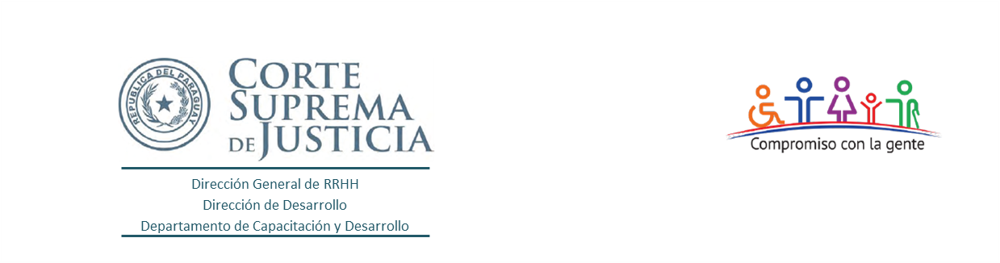 REPUBLICA DEL PARAGUAY
CORTE
SUPREMA
DE JUSTICIA
Dirección General de RRHH
Dirección de Desarrollo
Departamento de Capacitación y Desarrollo
Compromiso con la gente